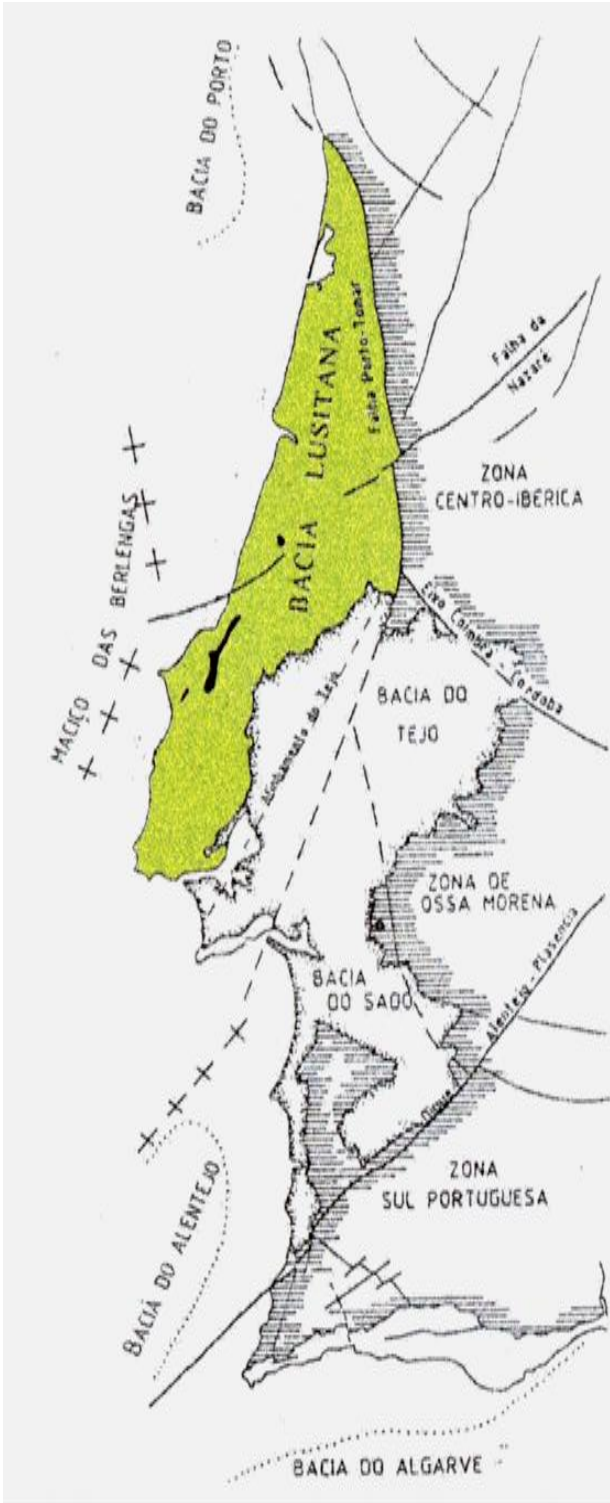 BACIA DO PORTO
BACIA LUSITANA
Falha Porto-Tomar
Falha da
Nazaré
ZONA
CENTRO-IBÉRICA
MACIÇO DAS BERLENGAS
Eixo Coimbra - Cordoba
BACIA DO
TEJO
Alinhamento do Tejo
ZONA DE
OSSA MORENA
BACIA
DO SADO
Alentejo - Plasencia
ZONA
SUL PORTUGUESA
BACIA DO ALENTEJO
BACIA DO ALGARVE